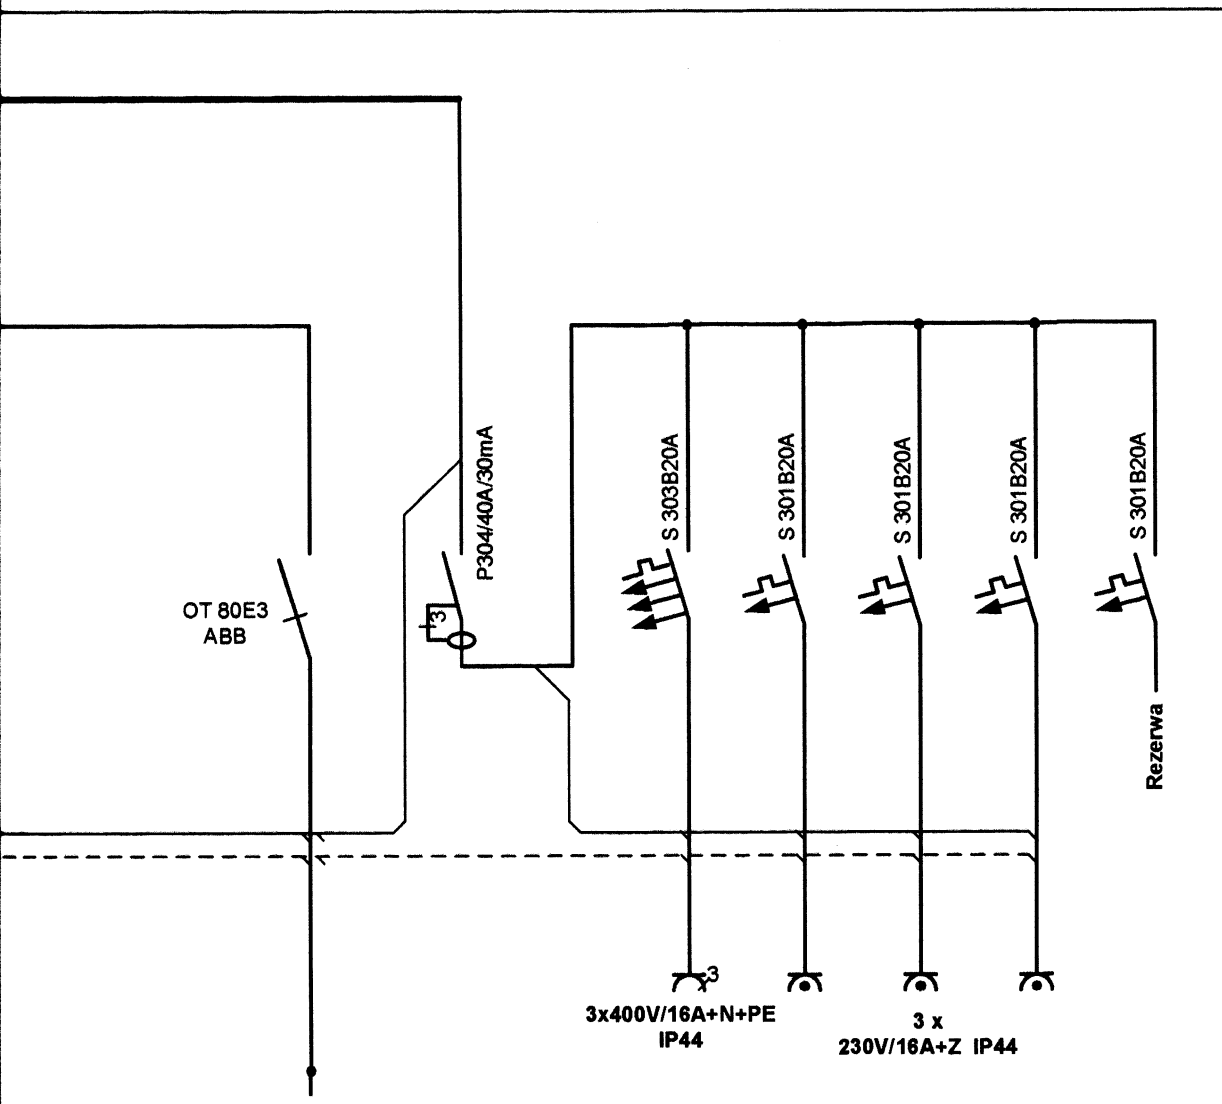 P304/40A/30mA
S 303B20A
S 301B20A
S 301B20A
S 301B20A
S 301B20A
OT 80E3
ABB
3
Rezerwa
3
3x400V/16A+N+PE
IP44
3 x
230V/16A+Z IP44